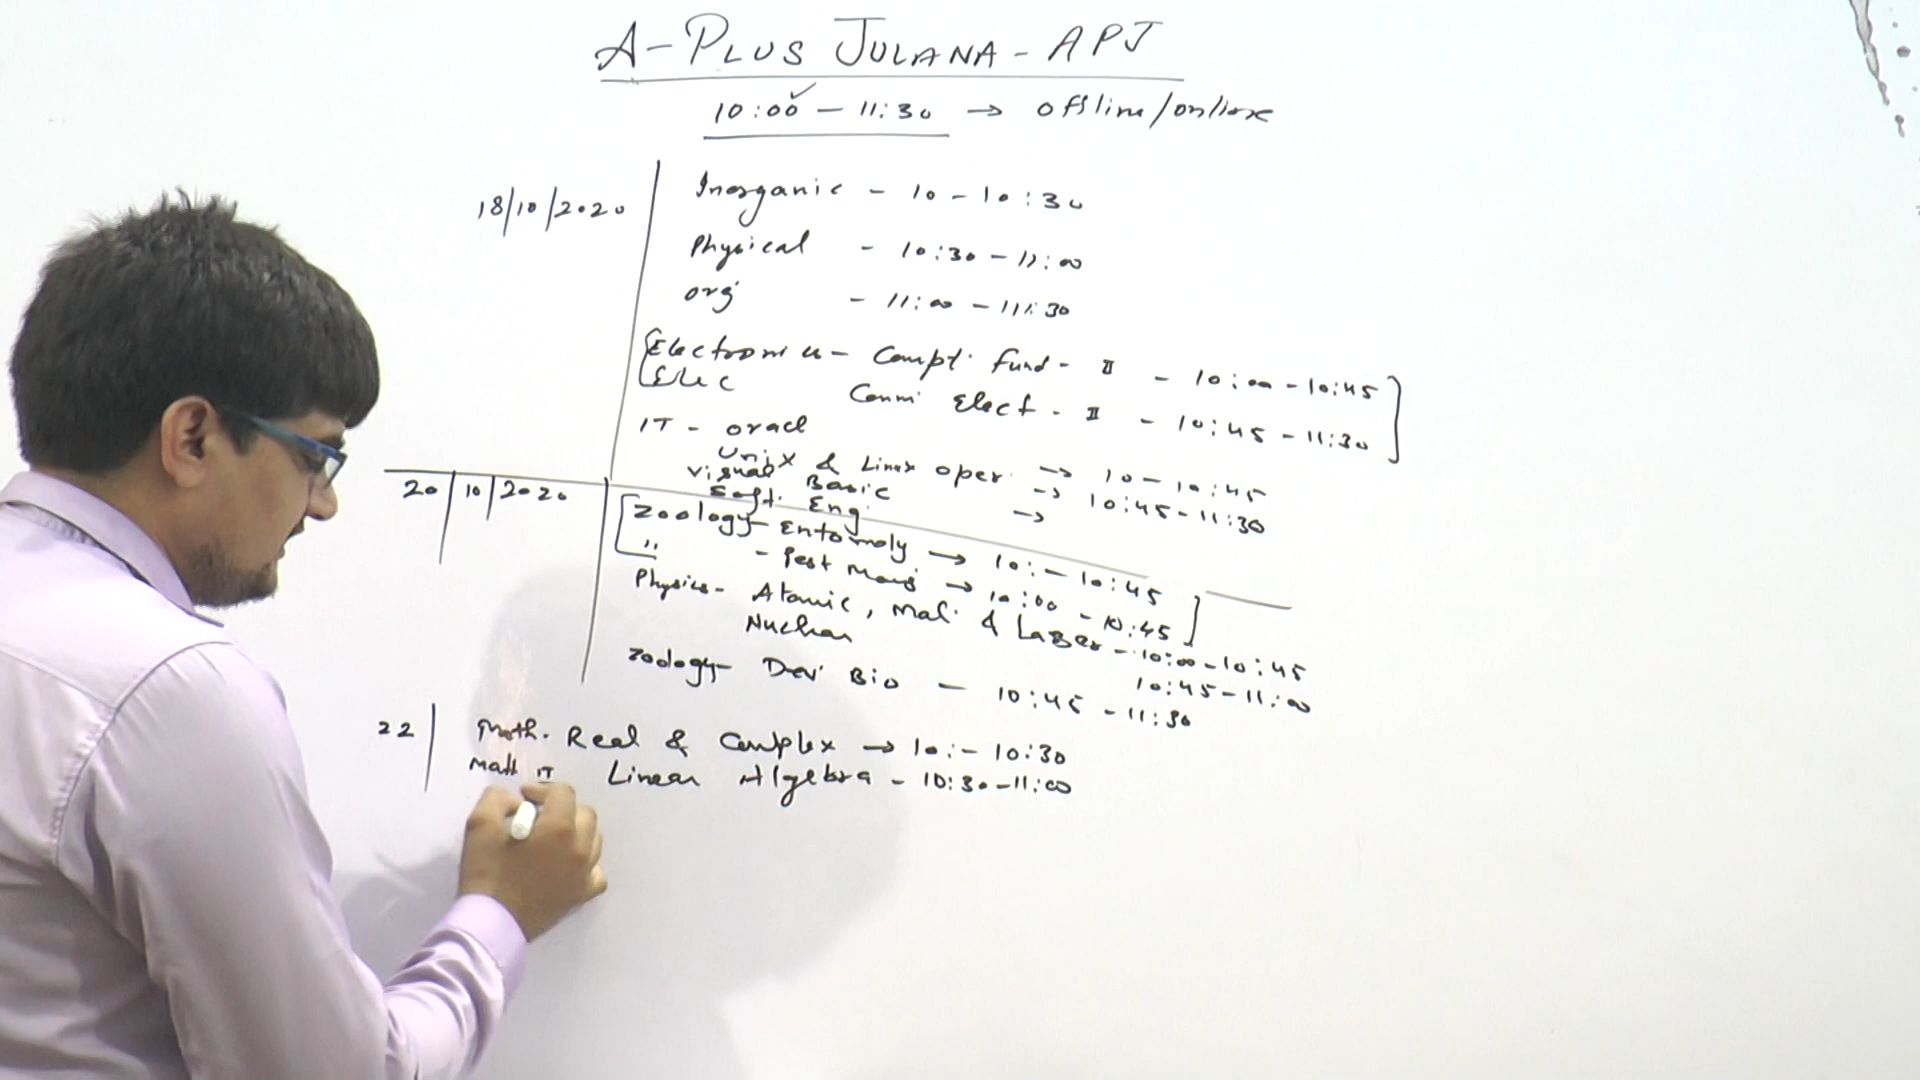 A-PLUS JULANA - APJ
10:00 - 11:30 → offline/online
18/10/2020
Inorganic - 10 - 10:30
Physical - 10:30 - 11:00
org - 11:00 - 11:30
Electronics - Compt. fund - II - 10:00 - 10:45
Elec Comm. Elect. - II - 10:45 - 11:30
IT - oracl
Unix & Linux oper. → 10 - 10:45
Visual Basic → 10:45 - 11:30
Soft. Eng. →
20/10/2020
Zoology - Entomoly → 10: - 10:45
" - Pest Mang → 10:00 - 10:45
Physics - Atomic, Mol. & Laser - 10:00 - 10:45
Nuclear 10:45 - 11:00
Zoology - Dev. Bio - 10:45 - 11:30
22
Math. Real & Complex → 10: - 10:30
Math IT Linear Algebra - 10:30 - 11:00